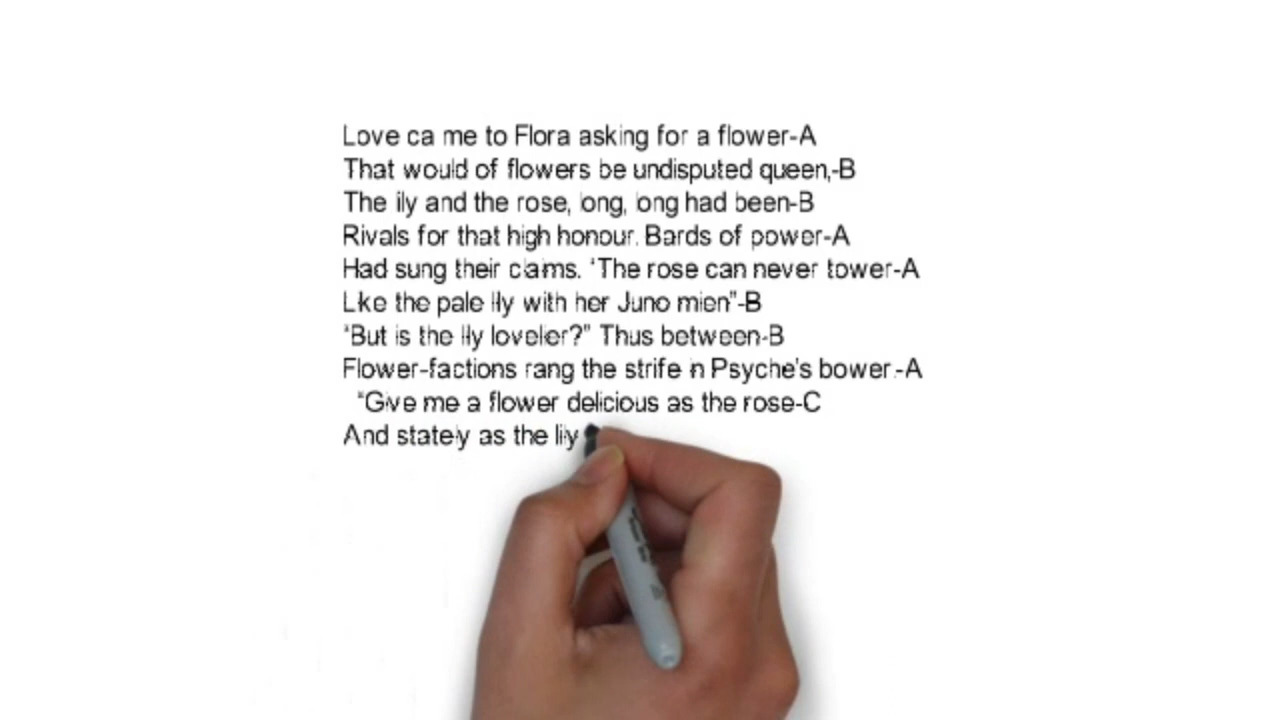 Love ca me to Flora asking for a flower-A
That would of flowers be undisputed queen,-B
The lily and the rose, long, long had been-B
Rivals for that high honour. Bards of power-A
Had sung their claims. ‘The rose can never tower-A
Like the pale lily with her Juno mien”-B
“But is the lily lovelier?” Thus between-B
Flower-factions rang the strife in Psyche's bower.-A
“Give me a flower delicious as the rose-C
And stately as the lily